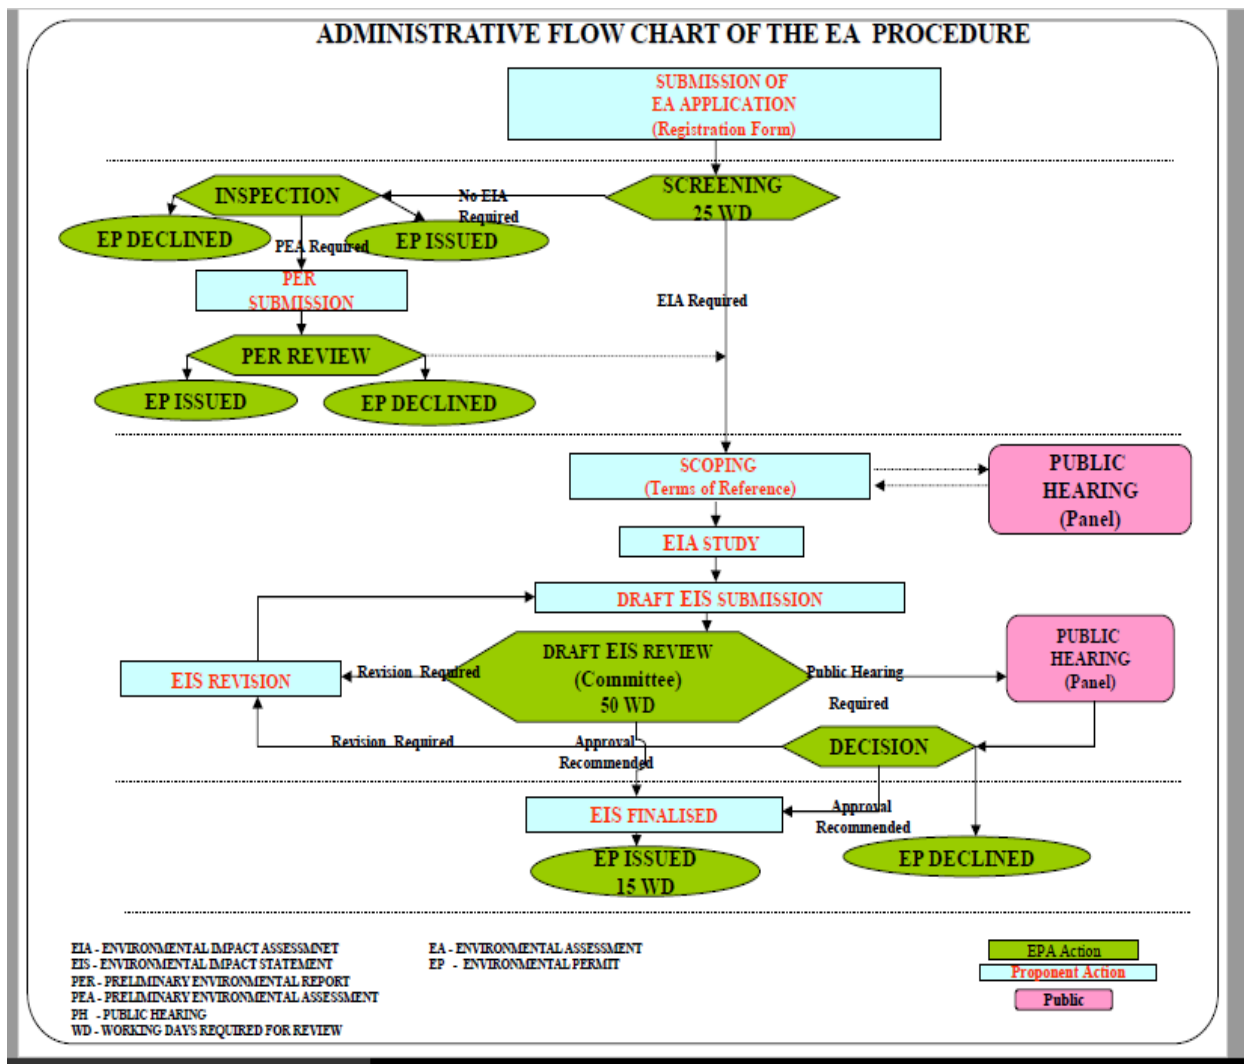 ADMINISTRATIVE FLOW CHART OF THE EA PROCEDURE
SUBMISSION OF
EA APPLICATION
(Registration Form)
SCREENING
25 WD
No EIA
Required
INSPECTION
EP DECLINED
EP ISSUED
PEA Required
PER
SUBMISSION
EIA Required
PER REVIEW
EP ISSUED
EP DECLINED
SCOPING
(Terms of Reference)
PUBLIC
HEARING
(Panel)
EIA STUDY
DRAFT EIS SUBMISSION
DRAFT EIS REVIEW
(Committee)
50 WD
Revision Required
EIS REVISION
Public Hearing
Required
PUBLIC
HEARING
(Panel)
DECISION
Revision Required
Approval
Recommended
EIS FINALISED
Approval
Recommended
EP ISSUED
15 WD
EP DECLINED
EIA - ENVIRONMENTAL IMPACT ASSESSMNET
EIS - ENVIRONMENTAL IMPACT STATEMENT
PER - PRELIMINARY ENVIRONMENTAL REPORT
PEA - PRELIMINARY ENVIRONMENTAL ASSESSMENT
PH - PUBLIC HEARING
WD - WORKING DAYS REQUIRED FOR REVIEW
EA - ENVIRONMENTAL ASSESSMENT
EP - ENVIRONMENTAL PERMIT
EPA Action
Proponent Action
Public